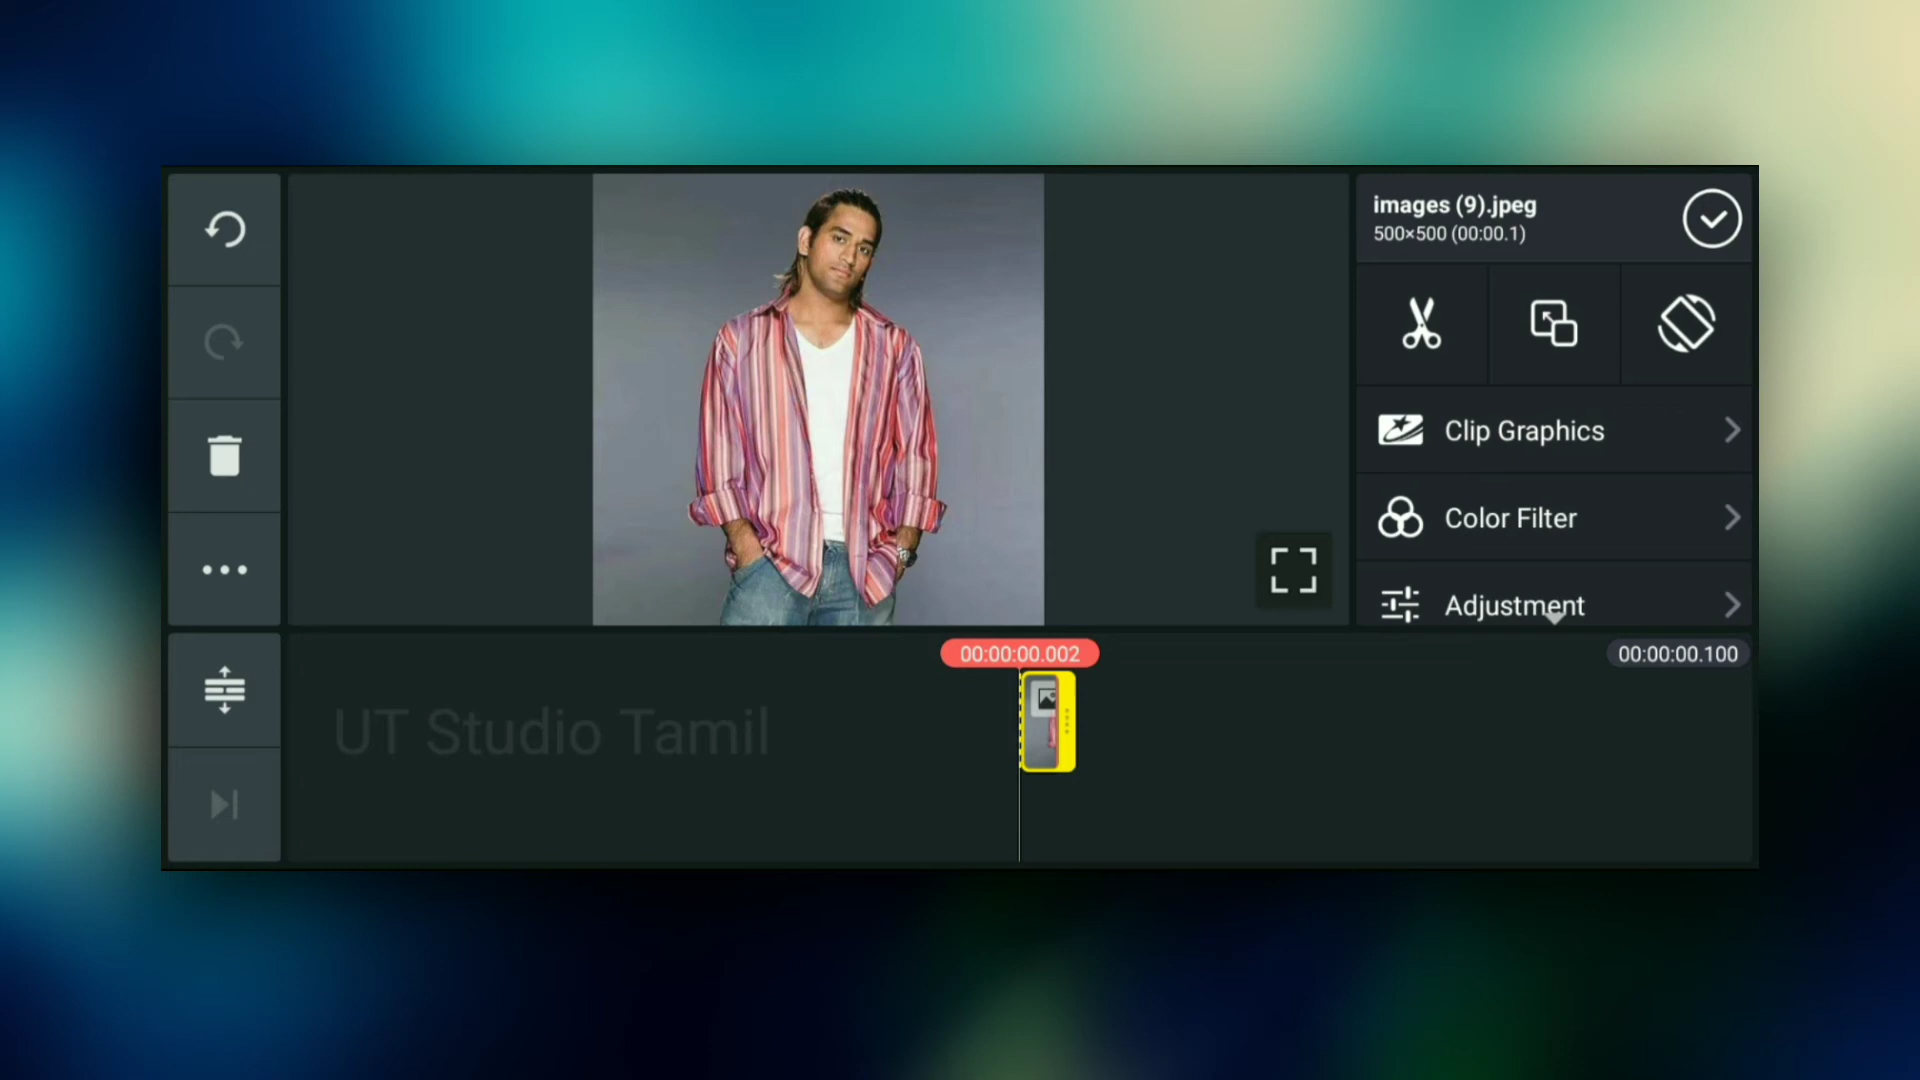 images (9).jpeg
500×500 (00:00.1)
Clip Graphics
Color Filter
Adjustment
00:00:00.002
00:00:00.100
UT Studio Tamil